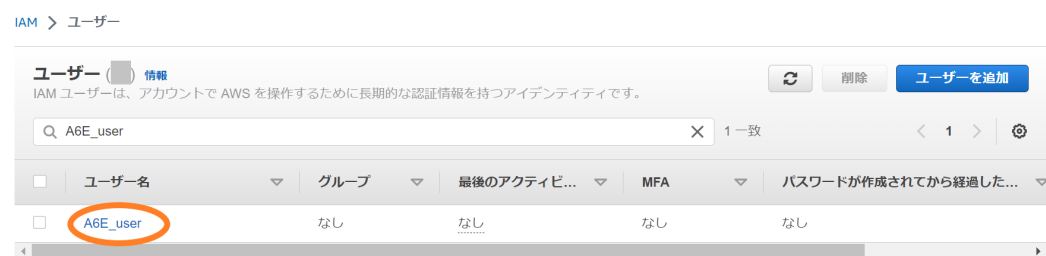 IAM > ユーザー
ユーザー ( ) 情報
IAM ユーザーは、アカウントで AWS を操作するために長期的な認証情報を持つアイデンティティです。
削除
ユーザーを追加
A6E_user
1 一致
1
ユーザー名 グループ 最後のアクティビ... MFA パスワードが作成されてから経過した...
A6E_user なし なし なし なし